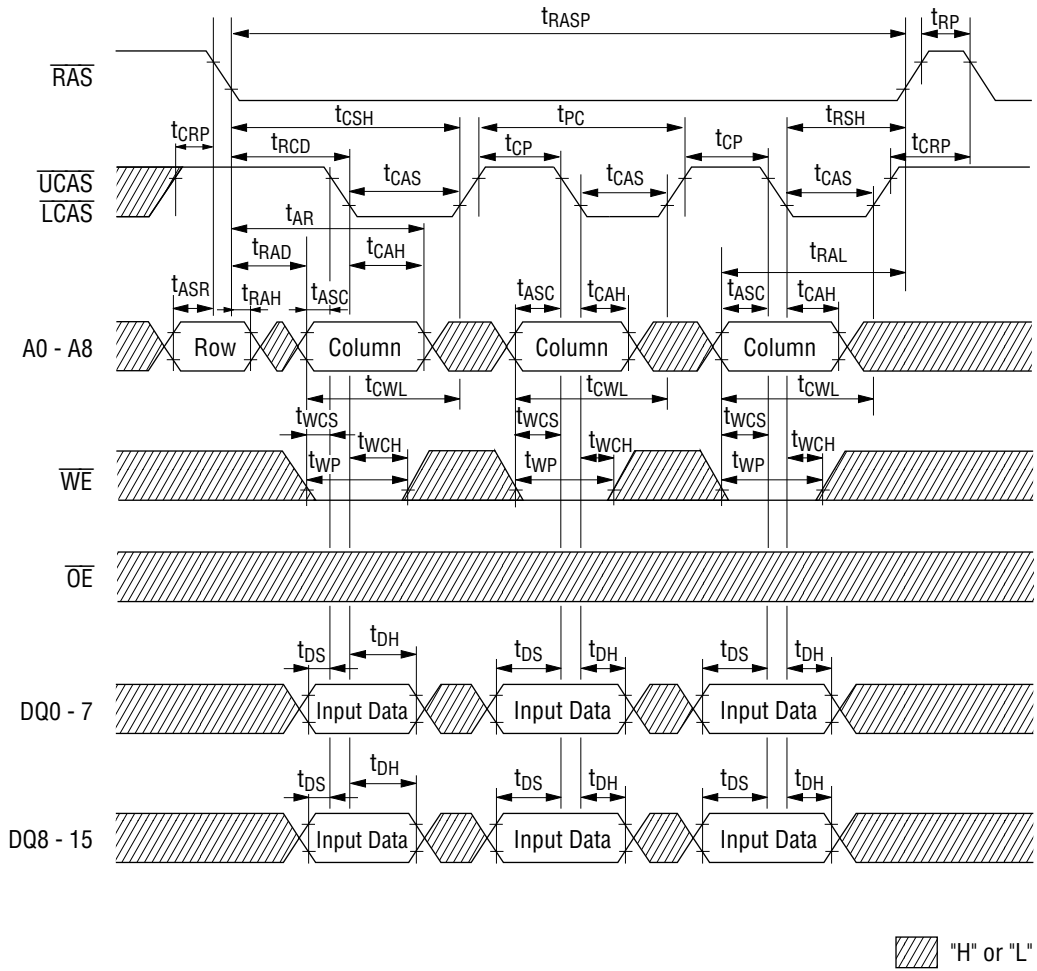 tRASP tRP
RAS
tCSH tPC tRSH
tCRP tRCD tCP tCP tCRP
UCAS
LCAS
tCAS tCAS tCAS
tAR
tRAD tCAH tRAL
tASR tRAH tASC tASC tCAH tASC tCAH
A0 - A8 Row Column Column Column
tCWL tCWL tCWL
tWCS tWCS tWCS
tWCH tWCH tWCH
WE tWP tWP tWP
OE
tDS tDH tDS tDH tDS tDH
DQ0 - 7 Input Data Input Data Input Data
tDS tDH tDS tDH tDS tDH
DQ8 - 15 Input Data Input Data Input Data
"H" or "L"